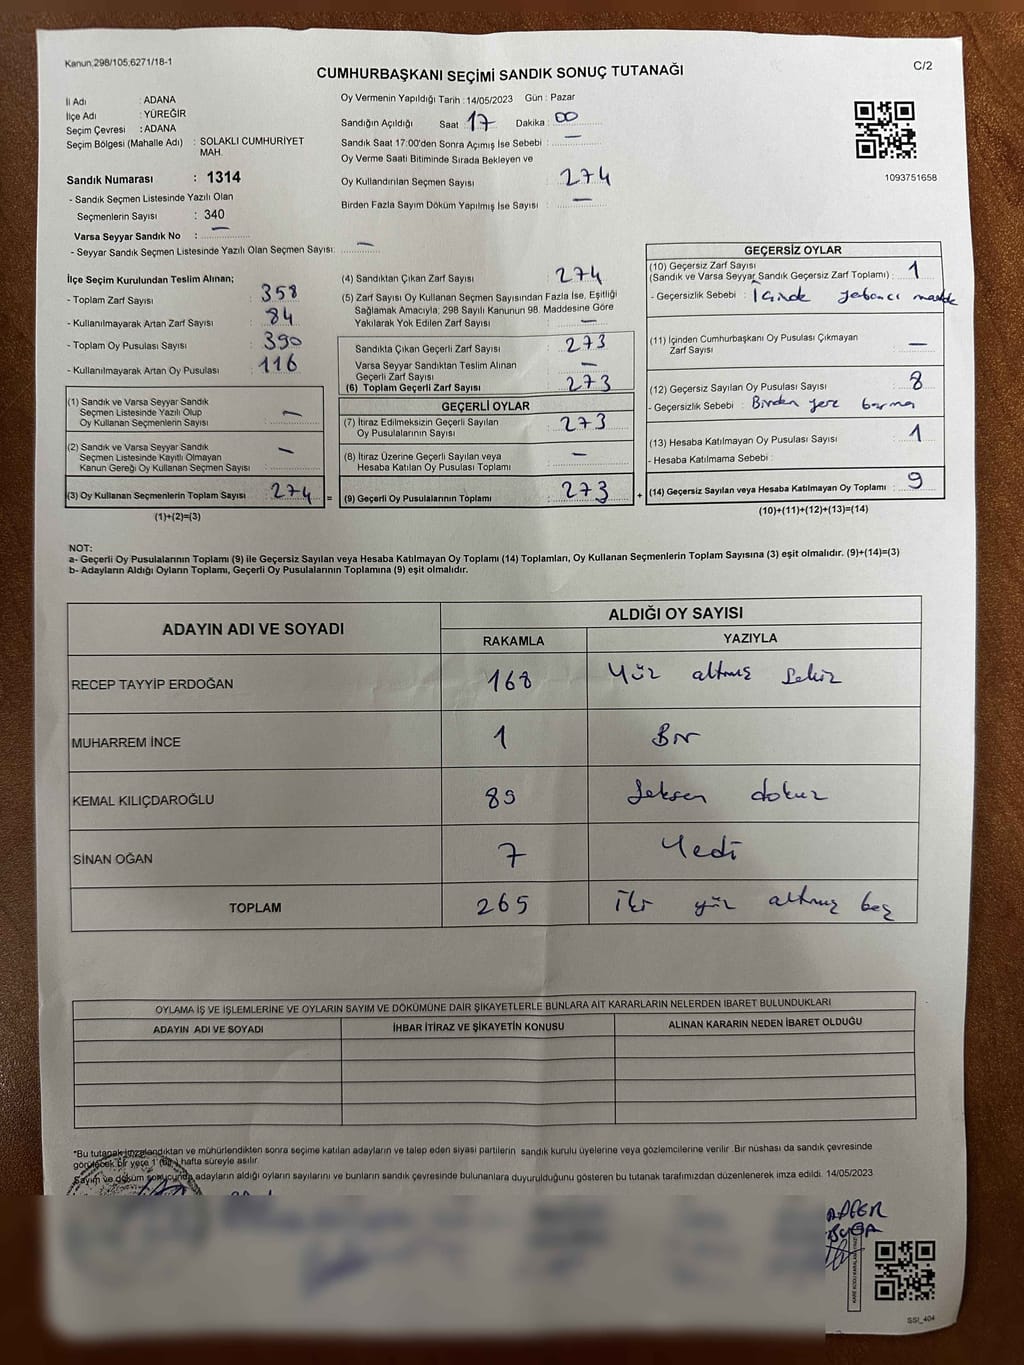 Kanun;298/105;6271/18-1
C/2
CUMHURBAŞKANI SEÇİMİ SANDIK SONUÇ TUTANAĞI
İl Adı : ADANA
İlçe Adı : YÜREĞİR
Seçim Çevresi : ADANA
Seçim Bölgesi (Mahalle Adı) : SOLAKLI CUMHURİYET
MAH.
Sandık Numarası : 1314
- Sandık Seçmen Listesinde Yazılı Olan
Seçmenlerin Sayısı : 340
Varsa Seyyar Sandık No : —
- Seyyar Sandık Seçmen Listesinde Yazılı Olan Seçmen Sayısı: —
Oy Vermenin Yapıldığı Tarih : 14/05/2023 Gün : Pazar
Sandığın Açıldığı Saat 17 Dakika : 00
Sandık Saat 17:00'den Sonra Açımış İse Sebebi : —
Oy Verme Saati Bitiminde Sırada Bekleyen ve
Oy Kullandırılan Seçmen Sayısı : 274
Birden Fazla Sayım Döküm Yapılmış İse Sayısı : —
1093751658
İlçe Seçim Kurulundan Teslim Alınan;
- Toplam Zarf Sayısı : 358
- Kullanılmayarak Artan Zarf Sayısı : 84
- Toplam Oy Pusulası Sayısı : 390
- Kullanılmayarak Artan Oy Pusulası : 116
(1) Sandık ve Varsa Seyyar Sandık
Seçmen Listesinde Yazılı Olup
Oy Kullanan Seçmenlerin Sayısı : —
(2) Sandık ve Varsa Seyyar Sandık
Seçmen Listesinde Kayıtlı Olmayan
Kanun Gereği Oy Kullanan Seçmen Sayısı : —
(3) Oy Kullanan Seçmenlerin Toplam Sayısı : 274 =
(1)+(2)=(3)
(4) Sandıktan Çıkan Zarf Sayısı : 274
(5) Zarf Sayısı Oy Kullanan Seçmen Sayısından Fazla İse, Eşitliği
Sağlamak Amacıyla; 298 Sayılı Kanunun 98. Maddesine Göre
Yakılarak Yok Edilen Zarf Sayısı : —
Sandıkta Çıkan Geçerli Zarf Sayısı : 273
Varsa Seyyar Sandıktan Teslim Alınan
Geçerli Zarf Sayısı : —
(6) Toplam Geçerli Zarf Sayısı : 273
GEÇERLİ OYLAR
(7) İtiraz Edilmeksizin Geçerli Sayılan
Oy Pusulalarının Sayısı : 273
(8) İtiraz Üzerine Geçerli Sayılan veya
Hesaba Katılan Oy Pusulası Toplamı : —
(9) Geçerli Oy Pusulalarının Toplamı : 273 +
GEÇERSİZ OYLAR
(10) Geçersiz Zarf Sayısı
(Sandık ve Varsa Seyyar Sandık Geçersiz Zarf Toplamı) : 1
- Geçersizlik Sebebi : İçinde yabancı madde
(11) İçinden Cumhurbaşkanı Oy Pusulası Çıkmayan
Zarf Sayısı : —
(12) Geçersiz Sayılan Oy Pusulası Sayısı : 8
- Geçersizlik Sebebi : Birden yere basma
(13) Hesaba Katılmayan Oy Pusulası Sayısı : 1
- Hesaba Katılmama Sebebi :
(14) Geçersiz Sayılan veya Hesaba Katılmayan Oy Toplamı : 9
(10)+(11)+(12)+(13)=(14)
NOT:
a- Geçerli Oy Pusulalarının Toplamı (9) ile Geçersiz Sayılan veya Hesaba Katılmayan Oy Toplamı (14) Toplamları, Oy Kullanan Seçmenlerin Toplam Sayısına (3) eşit olmalıdır. (9)+(14)=(3)
b- Adayların Aldığı Oyların Toplamı, Geçerli Oy Pusulalarının Toplamına (9) eşit olmalıdır.
ADAYIN ADI VE SOYADI
ALDIĞI OY SAYISI
RAKAMLA YAZIYLA
RECEP TAYYİP ERDOĞAN 168 Yüz altmış sekiz
MUHARREM İNCE 1 Bir
KEMAL KILIÇDAROĞLU 89 Seksen dokuz
SİNAN OĞAN 7 Yedi
TOPLAM 265 İki yüz altmış beş
OYLAMA İŞ VE İŞLEMLERİNE VE OYLARIN SAYIM VE DÖKÜMÜNE DAİR ŞİKAYETLERLE BUNLARA AİT KARARLARIN NELERDEN İBARET BULUNDUKLARI
ADAYIN ADI VE SOYADI İHBAR İTİRAZ VE ŞİKAYETİN KONUSU ALINAN KARARIN NEDEN İBARET OLDUĞU
*Bu tutanak imzalandıktan ve mühürlendikten sonra seçime katılan adayların ve talep eden siyasi partilerin sandık kurulu üyelerine veya gözlemcilerine verilir .Bir nüshası da sandık çevresinde
görülecek bir yere 1 (bir) hafta süreyle asılır.
Sayım ve döküm sonucunda adayların aldığı oyların sayılarını ve bunların sandık çevresinde bulunanlara duyurulduğunu gösteren bu tutanak tarafımızdan düzenlenerek imza edildi. 14/05/2023
SSI_404